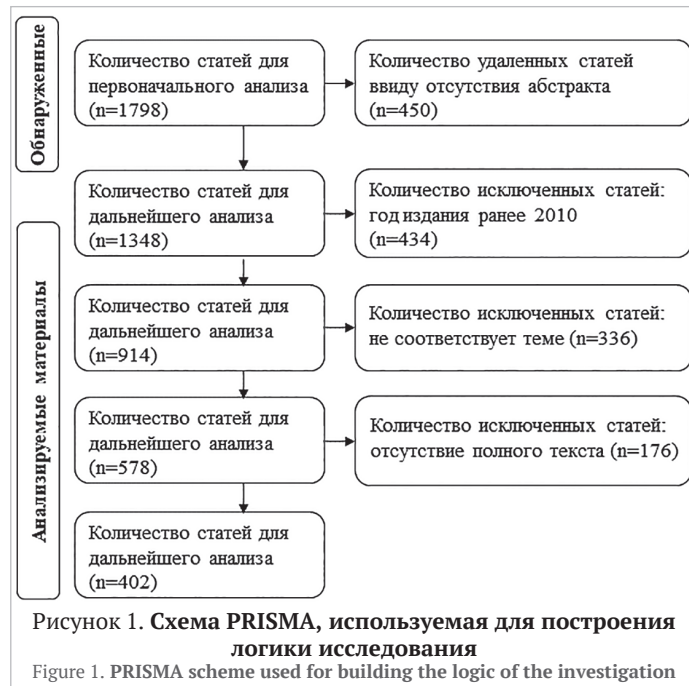 Обнаруженные
Количество статей для
первоначального анализа
(n=1798)
Количество удаленных статей
ввиду отсутствия абстракта
(n=450)
Анализируемые материалы
Количество статей для
дальнейшего анализа
(n=1348)
Количество исключенных статей:
год издания ранее 2010
(n=434)
Количество статей для
дальнейшего анализа
(n=914)
Количество исключенных статей:
не соответствует теме (n=336)
Количество статей для
дальнейшего анализа
(n=578)
Количество исключенных статей:
отсутствие полного текста (n=176)
Количество статей для
дальнейшего анализа
(n=402)
Рисунок 1. Схема PRISMA, используемая для построения
логики исследования
Figure 1. PRISMA scheme used for building the logic of the investigation